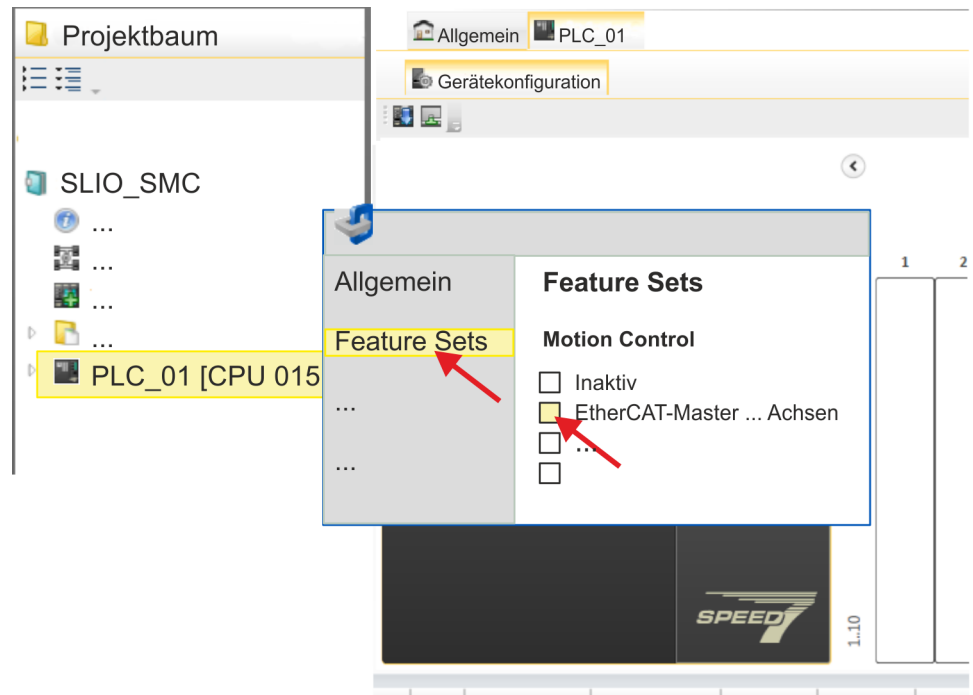 Projektbaum
SLIO_SMC
...
...
...
...
PLC_01 [CPU 015
Allgemein
PLC_01
Gerätekonfiguration
Allgemein
Feature Sets
...
...
Feature Sets
Motion Control
Inaktiv
EtherCAT-Master ... Achsen
...
1
2
SPEED7
1..10